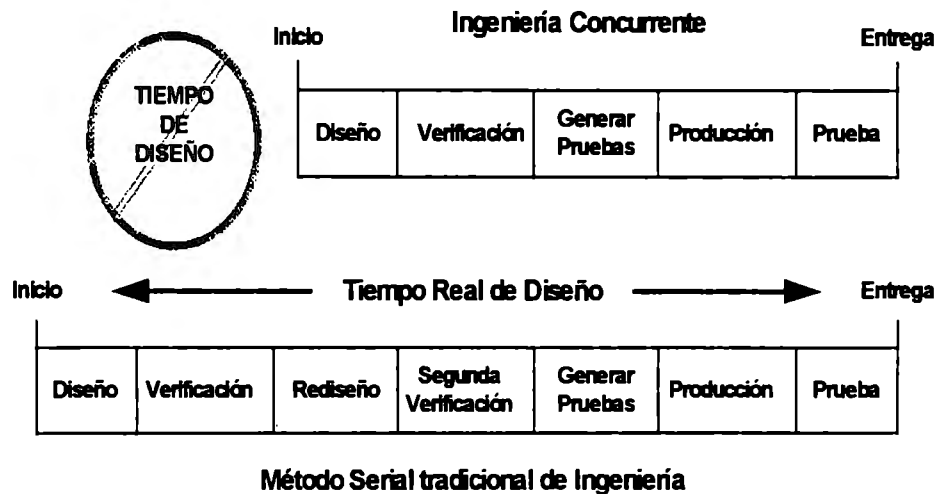 Ingeniería Concurrente
Inicio
Entrega
TIEMPO
DE
DISEÑO
Diseño
Verificación
Generar
Pruebas
Producción
Prueba
Inicio
Tiempo Real de Diseño
Entrega
Diseño
Verificación
Rediseño
Segunda
Verificación
Generar
Pruebas
Producción
Prueba
Método Serial tradicional de Ingeniería